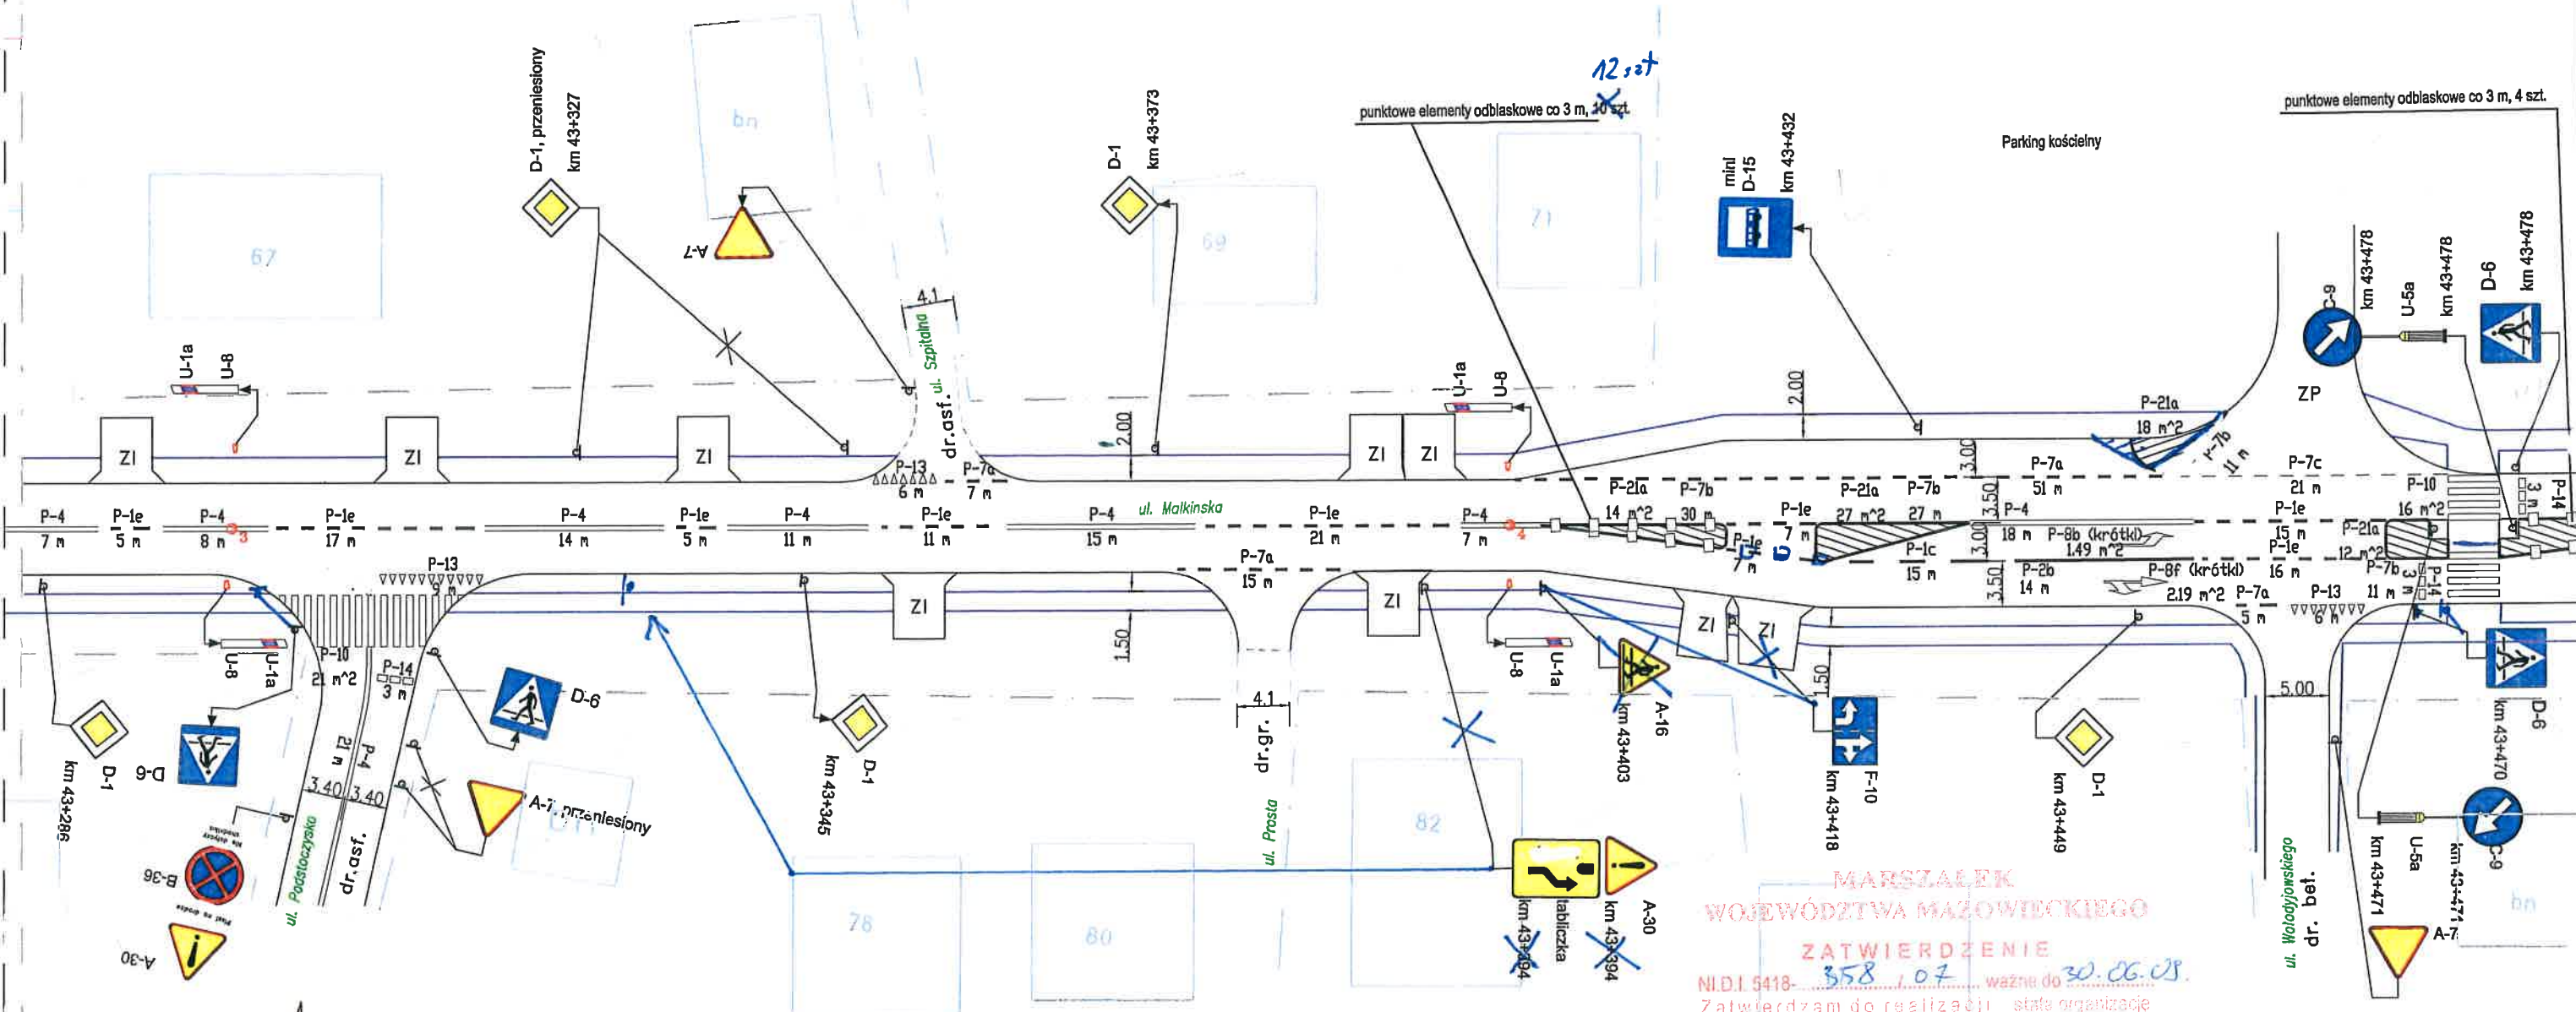 12 szt
punktowe elementy odblaskowe co 3 m, 10 szt.
punktowe elementy odblaskowe co 3 m, 4 szt.
D-1, przeniesiony
km 43+327
bn
A-7
D-1
km 43+373
mini
D-15
km 43+432
Parking kościelny
67
69
71
4.1
dr.asf. ul. Szpitalna
C-9
km 43+478
U-5a
km 43+478
D-6
km 43+478
ZP
U-1a
U-8
U-1a
U-8
ZI
ZI
ZI
ZI
ZI
2.00
2.00
3.00
P-21a
18 m^2
P-7b
11 m
P-13
6 m
P-7a
7 m
ul. Małkinska
P-21a
14 m^2
P-7b
30 m
P-21a
27 m^2
P-7b
27 m
P-7a
51 m
P-7c
21 m
P-10
16 m^2
3 m
P-14
P-4
7 m
P-1e
5 m
P-4
8 m
3
P-1e
17 m
P-4
14 m
P-1e
5 m
P-4
11 m
P-1e
11 m
P-4
15 m
P-1e
21 m
P-4
7 m
4
P-1e
7 m
P-1e
7 m
P-1c
15 m
3.50
3.00
3.50
P-4
18 m
P-8b (krótki)
1.49 m^2
P-1e
15 m
P-1e
16 m
P-21a
12 m^2
P-2b
14 m
P-8f (krótki)
2.19 m^2
P-7a
5 m
P-13
6 m
P-7b
11 m
3 m
P-14
P-13
9 m
P-7a
15 m
ZI
ZI
ZI
ZI
1.50
1.50
U-8
U-1a
P-10
21 m^2
P-14
3 m
P-4
21 m
3.40
3.40
D-6
D-6
D-1
km 43+286
A-7, przeniesiony
D-1
km 43+345
4.1
dr.gr.
ul. Prosta
U-8
U-1a
A-16
km 43+403
F-10
km 43+418
D-1
km 43+449
5.00
D-6
km 43+470
C-9
km 43+471
U-5a
km 43+471
A-7
bn
dr. bet.
ul. Wołodyjowskiego
B-36
A-30
ul. Podstoczysko
dr.asf.
78
80
82
tabliczka
km 43+394
A-30
km 43+394
MARSZAŁEK
WOJEWÓDZTWA MAZOWIECKIEGO
ZATWIERDZENIE
NI.D.I. 5418- 358 / 07 ważne do 30.06.09.
Zatwierdzam do realizacji stałą organizację